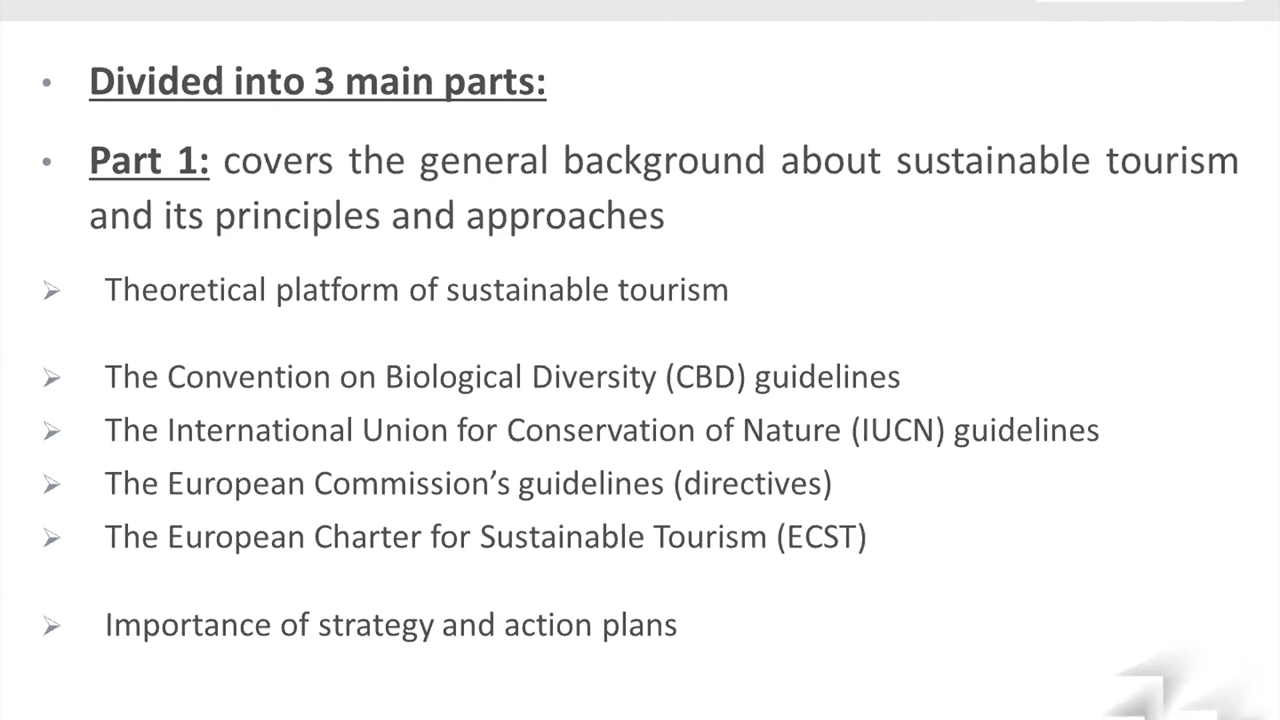 • Divided into 3 main parts:
• Part 1: covers the general background about sustainable tourism
and its principles and approaches
➢ Theoretical platform of sustainable tourism
➢ The Convention on Biological Diversity (CBD) guidelines
➢ The International Union for Conservation of Nature (IUCN) guidelines
➢ The European Commission’s guidelines (directives)
➢ The European Charter for Sustainable Tourism (ECST)
➢ Importance of strategy and action plans